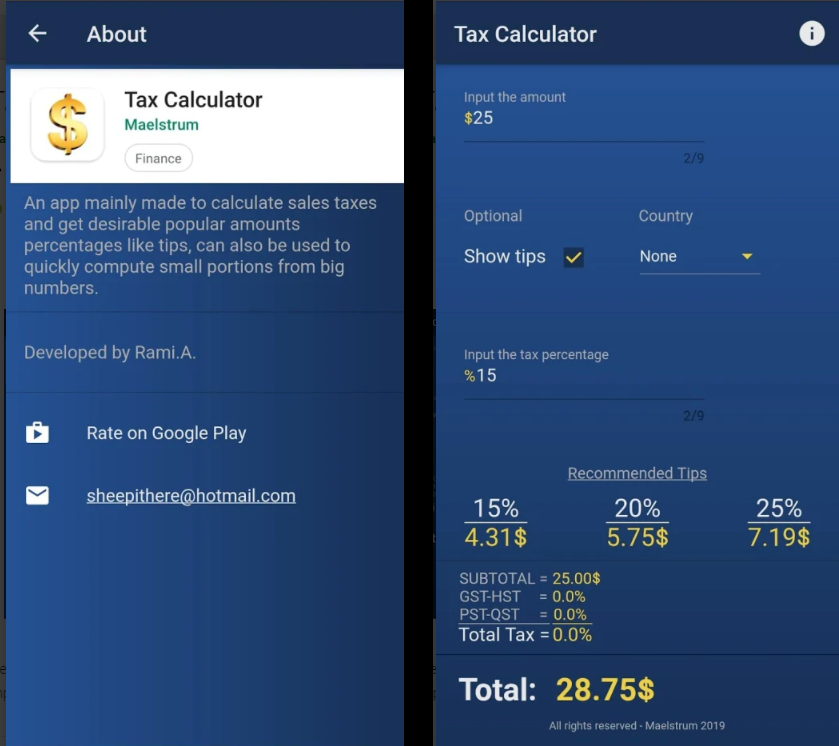 About
Tax Calculator
Maelstrum
Finance
An app mainly made to calculate sales taxes
and get desirable popular amounts
percentages like tips, can also be used to
quickly compute small portions from big
numbers.
Developed by Rami.A.
Rate on Google Play
sheepithere@hotmail.com
Tax Calculator
Input the amount
$25
2/9
Optional Country
Show tips None
Input the tax percentage
%15
2/9
Recommended Tips
15% 20% 25%
4.31$ 5.75$ 7.19$
SUBTOTAL = 25.00$
GST-HST = 0.0%
PST-QST = 0.0%
Total Tax = 0.0%
Total: 28.75$
All rights reserved - Maelstrum 2019